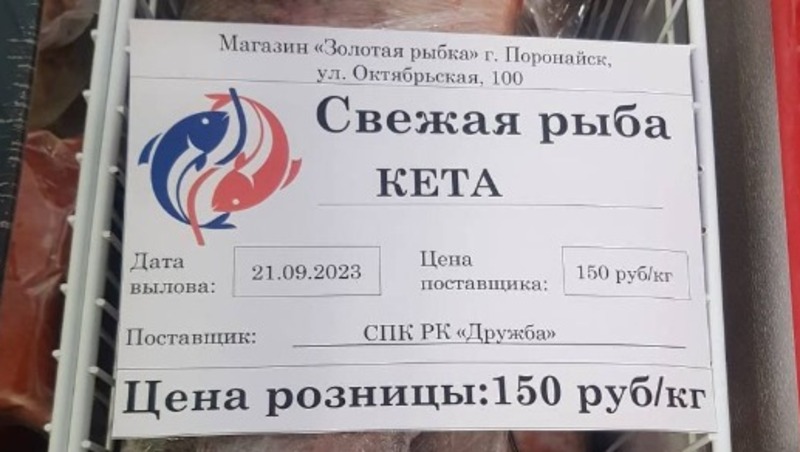 Магазин «Золотая рыбка» г. Поронайск,
ул. Октябрьская, 100
Свежая рыба
КЕТА
Дата
вылова:
21.09.2023
Цена
поставщика:
150 руб/кг
Поставщик: СПК РК «Дружба»
Цена розницы:150 руб/кг